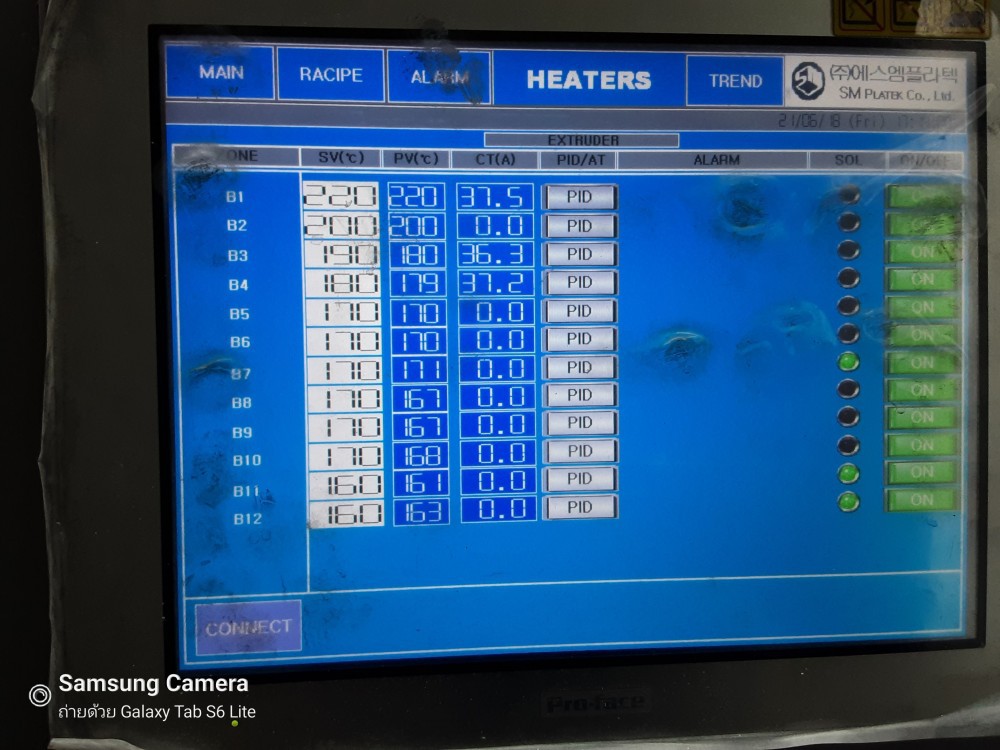 MAIN RACIPE ALARM HEATERS TREND (주)에스엠플라텍
SM PLATEK Co., Ltd.
21/06/18 (Fri)
EXTRUDER
ZONE SV(℃) PV(℃) CT(A) PID/AT ALARM SOL ON/OFF
B1 220 220 37.5 PID
B2 200 200 0.0 PID
B3 190 180 36.3 PID ON
B4 180 179 37.2 PID ON
B5 170 170 0.0 PID ON
B6 170 170 0.0 PID ON
B7 170 171 0.0 PID ON
B8 170 167 0.0 PID ON
B9 170 167 0.0 PID ON
B10 170 168 0.0 PID ON
B11 160 161 0.0 PID ON
B12 160 163 0.0 PID ON
CONNECT
Pro-face
Samsung Camera
ถ่ายด้วย Galaxy Tab S6 Lite